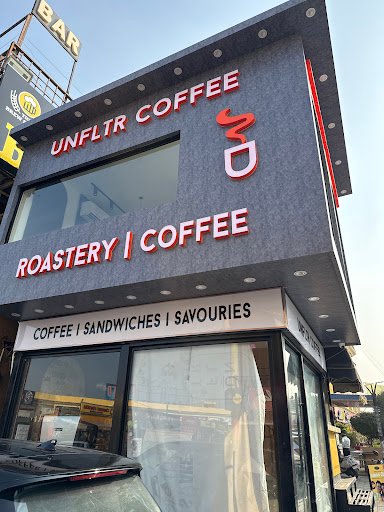 BAR
UNFLTR COFFEE
ROASTERY | COFFEE
COFFEE | SANDWICHES | SAVOURIES